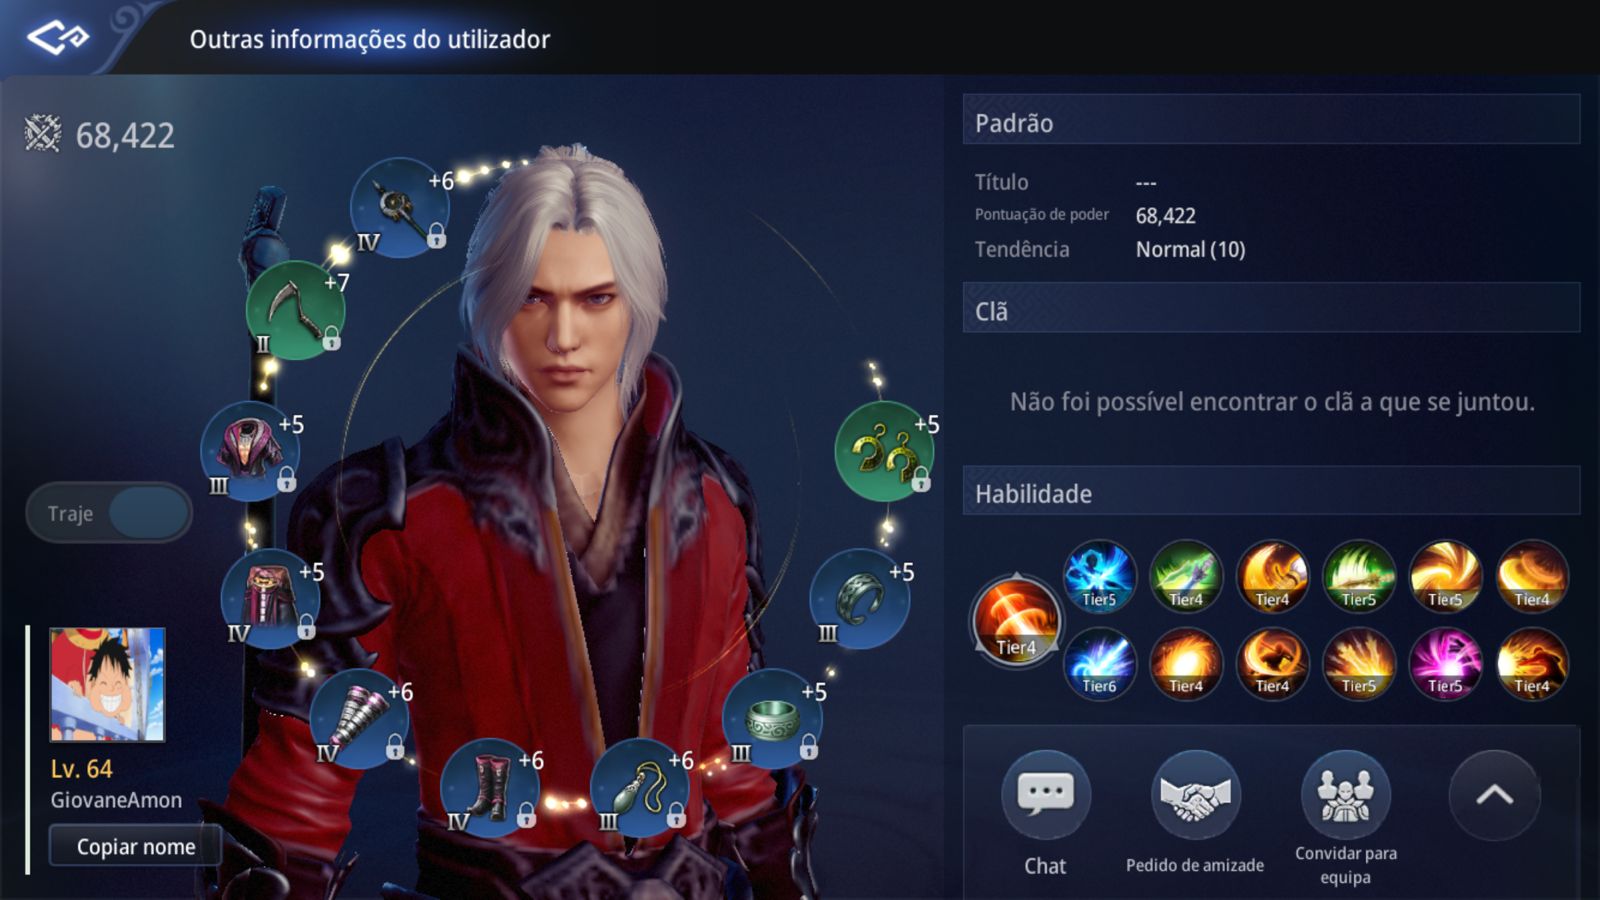 Outras informações do utilizador
68,422
+6
IV
+7
II
+5
III
+5
IV
+6
IV
+6
IV
+6
III
+5
III
+5
III
+5
Traje
Lv. 64
GiovaneAmon
Copiar nome
Padrão
Título ---
Pontuação de poder 68,422
Tendência Normal (10)
Clã
Não foi possível encontrar o clã a que se juntou.
Habilidade
Tier4
Tier5 Tier4 Tier4 Tier5 Tier5 Tier4
Tier6 Tier4 Tier4 Tier5 Tier5 Tier4
Chat
Pedido de amizade
Convidar para
equipa